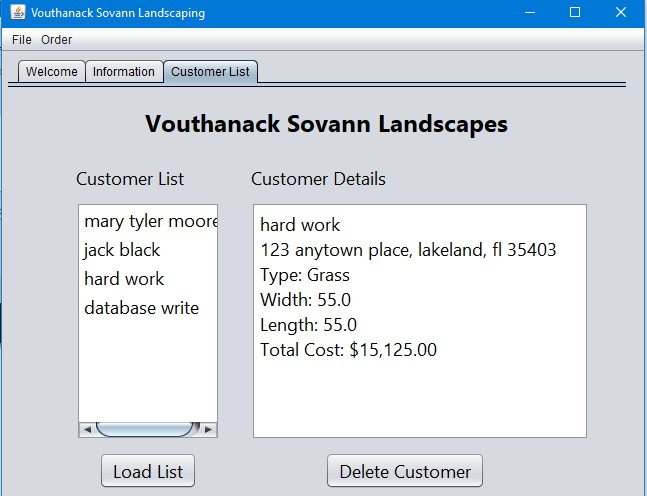 Vouthanack Sovann Landscaping
File Order
Welcome Information Customer List
Vouthanack Sovann Landscapes
Customer List
mary tyler moore
jack black
hard work
database write
Customer Details
hard work
123 anytown place, lakeland, fl 35403
Type: Grass
Width: 55.0
Length: 55.0
Total Cost: $15,125.00
Load List
Delete Customer